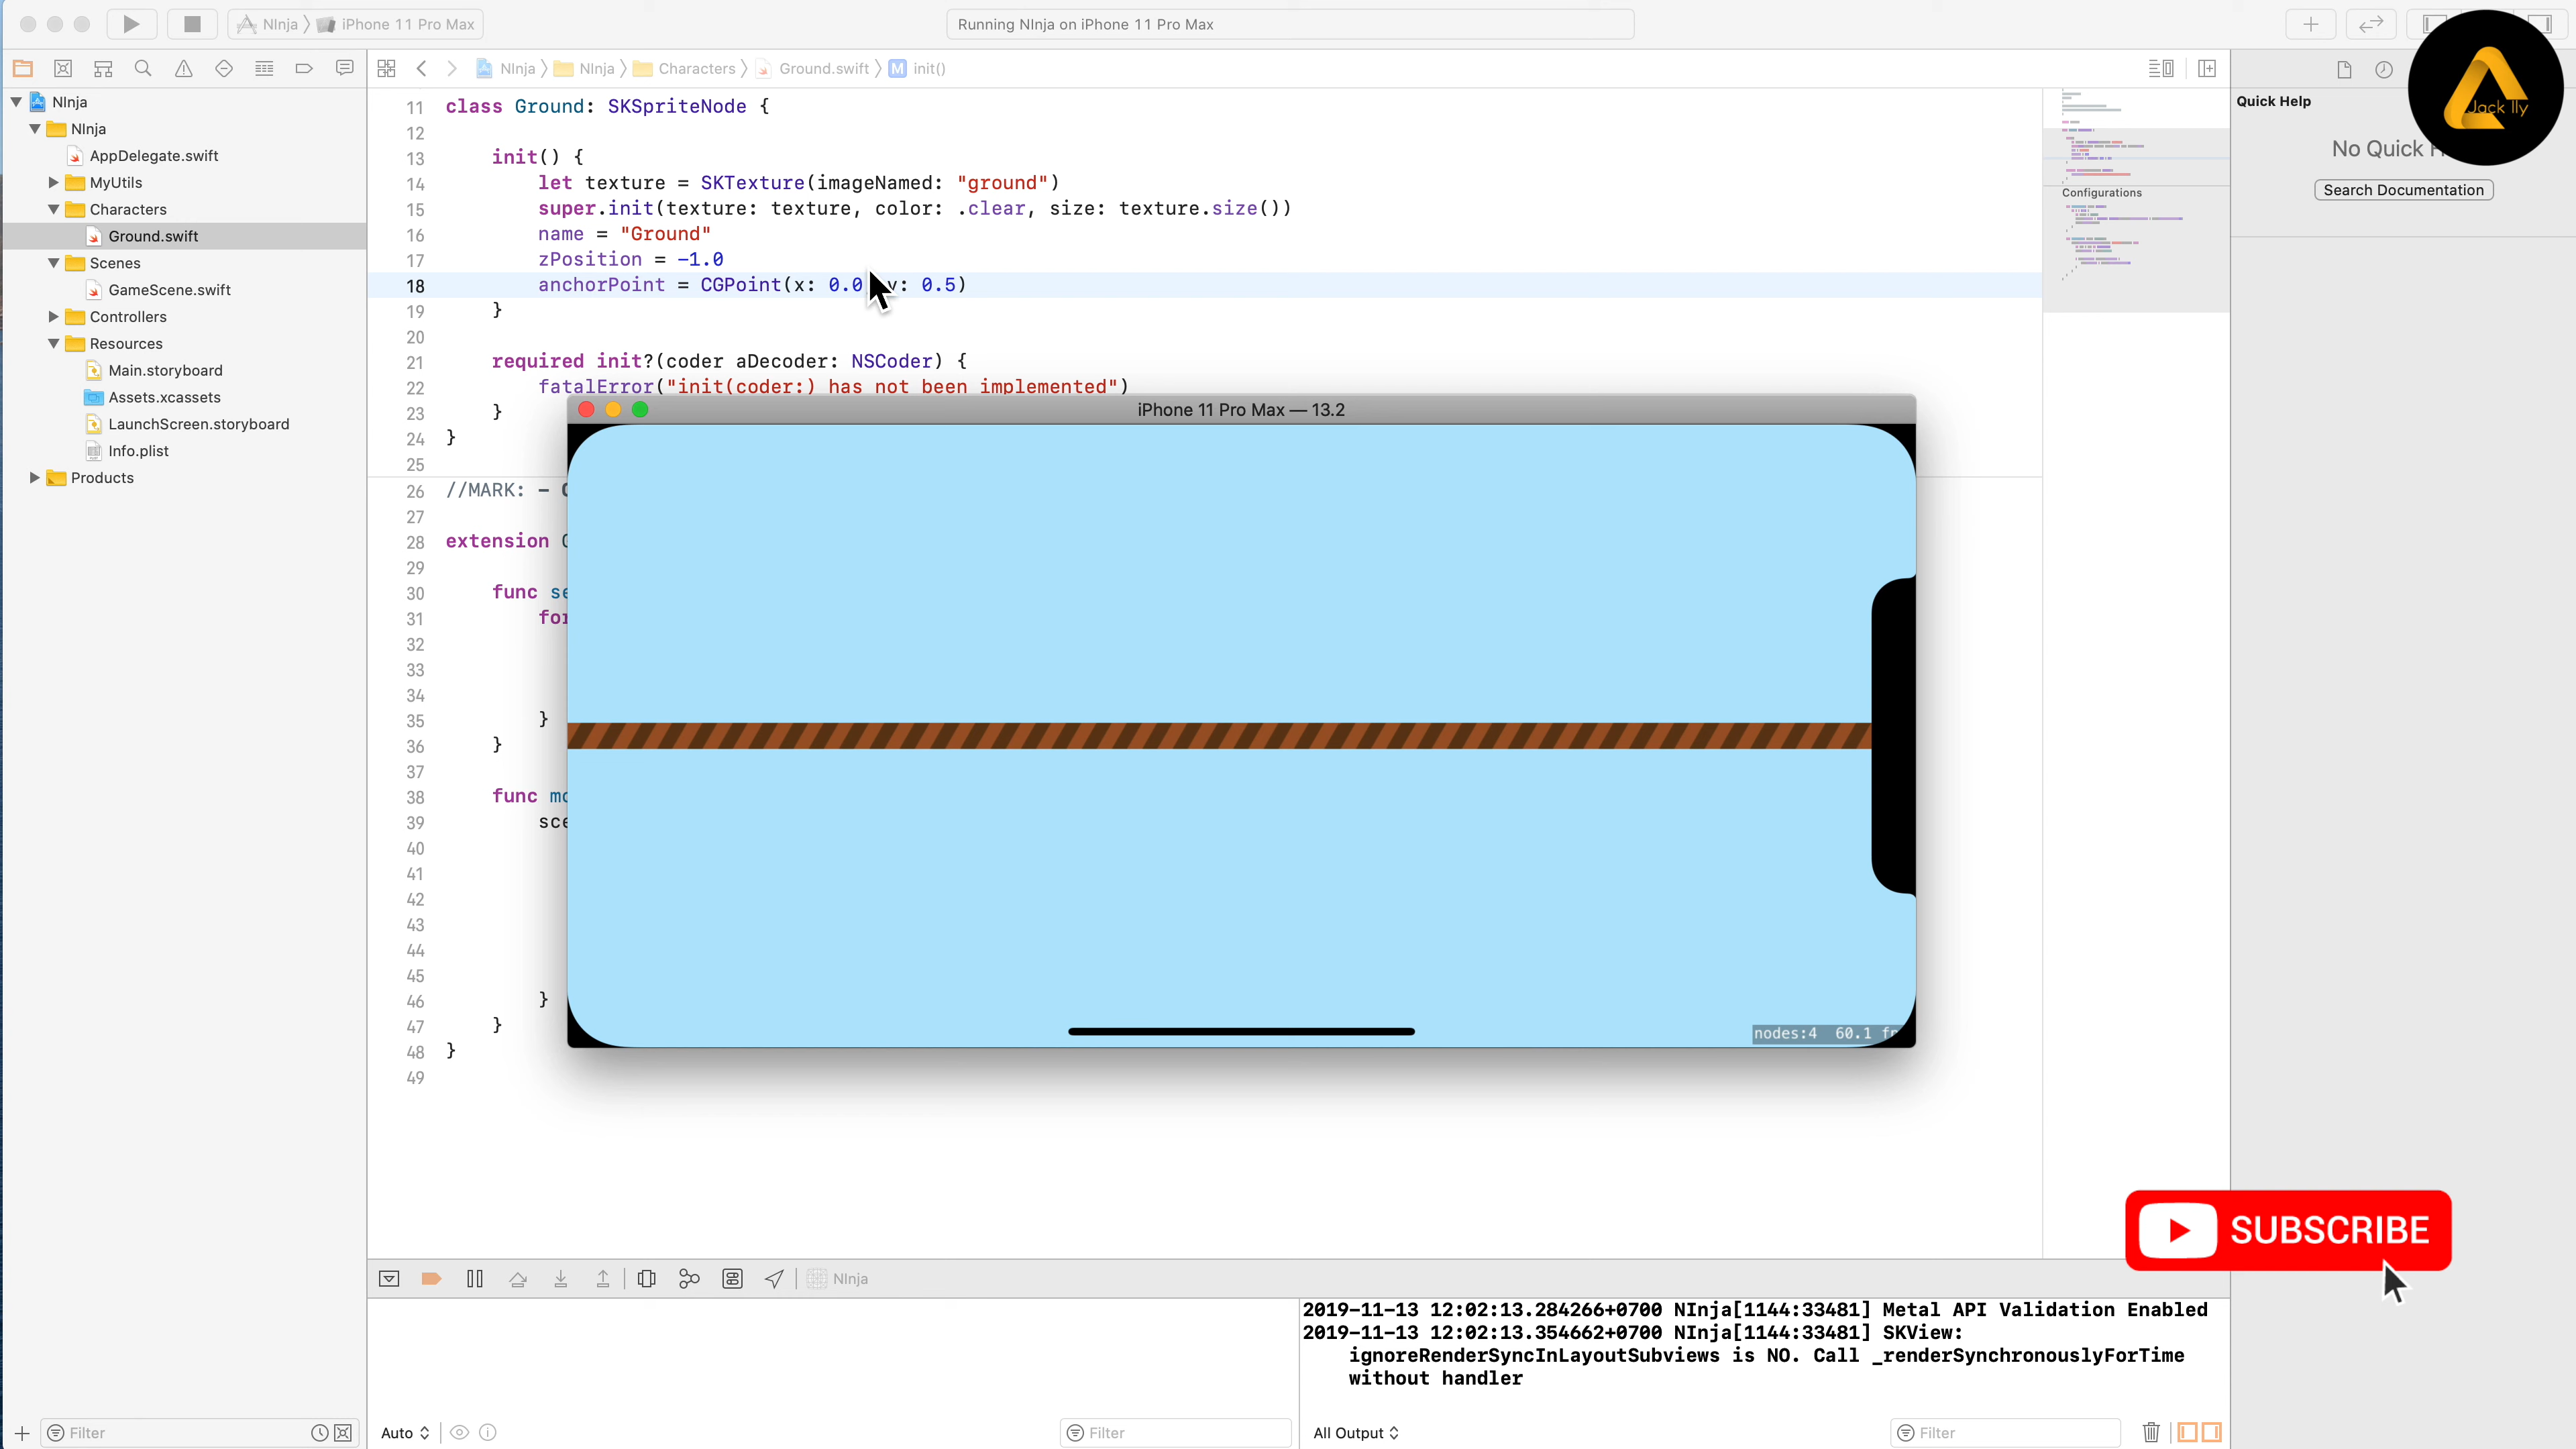 NInja
iPhone 11 Pro Max
Running NInja on iPhone 11 Pro Max
NInja
NInja
Characters
Ground.swift
M
init()
Quick Help
Jack Ily
Search Documentation
No Quick
NInja
NInja
AppDelegate.swift
MyUtils
Characters
Ground.swift
Scenes
GameScene.swift
Controllers
Resources
Main.storyboard
Assets.xcassets
LaunchScreen.storyboard
Info.plist
Products
11 class Ground: SKSpriteNode {
12
13 init() {
14 let texture = SKTexture(imageNamed: "ground")
15 super.init(texture: texture, color: .clear, size: texture.size())
16 name = "Ground"
17 zPosition = -1.0
18 anchorPoint = CGPoint(x: 0.0 y: 0.5)
19 }
20
21 required init?(coder aDecoder: NSCoder) {
22 fatalError("init(coder:) has not been implemented")
23 }
24 }
25
26 //MARK: -
27
28 extension
29
30 func
31 for
32
33
34
35 }
36 }
37
38 func
39
40
41
42
43
44
45
46 }
47 }
48 }
49
Configurations
iPhone 11 Pro Max — 13.2
nodes:4 60.1
SUBSCRIBE
NInja
2019-11-13 12:02:13.284266+0700 NInja[1144:33481] Metal API Validation Enabled
2019-11-13 12:02:13.354662+0700 NInja[1144:33481] SKView:
ignoreRenderSyncInLayoutSubviews is NO. Call _renderSynchronouslyForTime
without handler
Filter
Auto
Filter
All Output
Filter